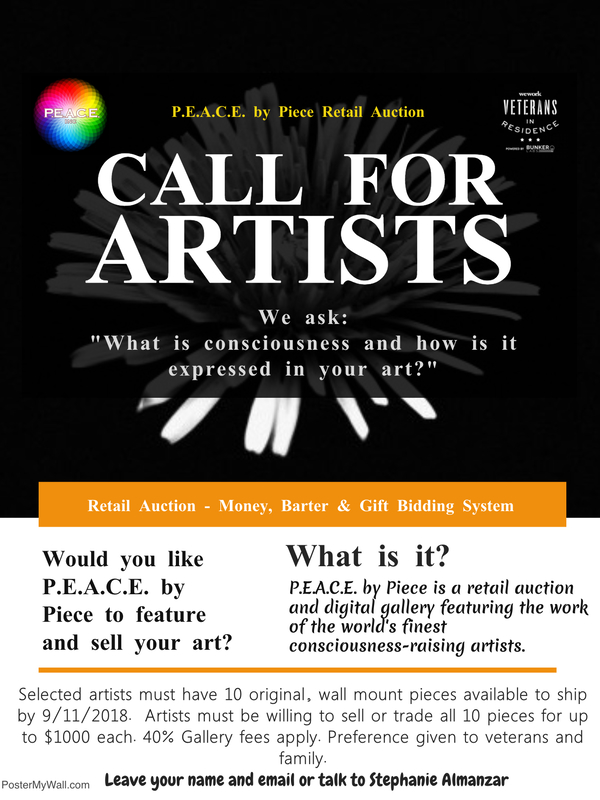 P.E.A.C.E.
INC
P.E.A.C.E. by Piece Retail Auction
wework
VETERANS
IN
RESIDENCE
POWERED BY BUNKER
CALL FOR
ARTISTS
We ask:
"What is consciousness and how is it
expressed in your art?"
Retail Auction - Money, Barter & Gift Bidding System
Would you like
P.E.A.C.E. by
Piece to feature
and sell your art?
What is it?
P.E.A.C.E. by Piece is a retail auction
and digital gallery featuring the work
of the world's finest
consciousness-raising artists.
Selected artists must have 10 original, wall mount pieces available to ship
by 9/11/2018. Artists must be willing to sell or trade all 10 pieces for up
to $1000 each. 40% Gallery fees apply. Preference given to veterans and
family.
Leave your name and email or talk to Stephanie Almanzar
PosterMyWall.com